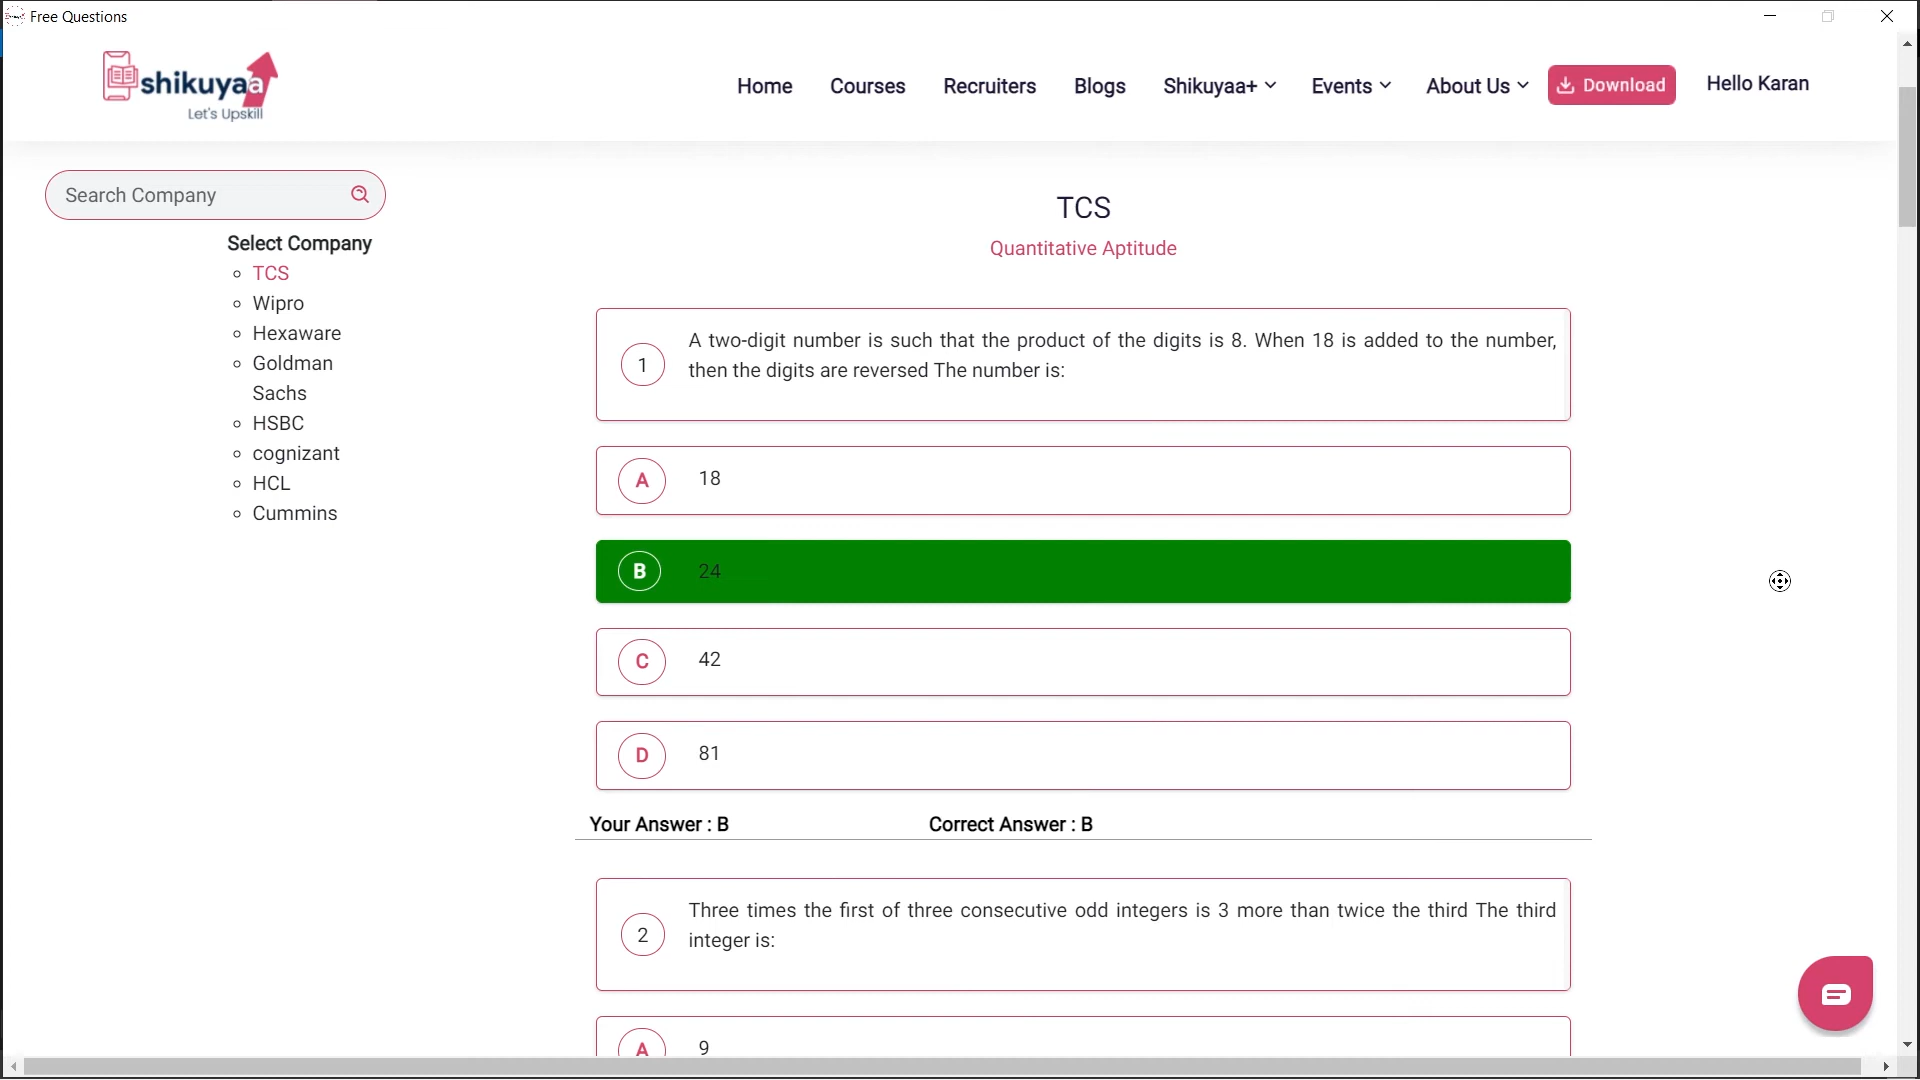 Free Questions
shikuyaa
Let's Upskill
Home Courses Recruiters Blogs Shikuyaa+ Events About Us Download Hello Karan
Search Company
Select Company
TCS
Wipro
Hexaware
Goldman
Sachs
HSBC
cognizant
HCL
Cummins
TCS
Quantitative Aptitude
1 A two-digit number is such that the product of the digits is 8. When 18 is added to the number,
then the digits are reversed The number is:
A 18
B 24
C 42
D 81
Your Answer : B Correct Answer : B
2 Three times the first of three consecutive odd integers is 3 more than twice the third The third
integer is:
A 9